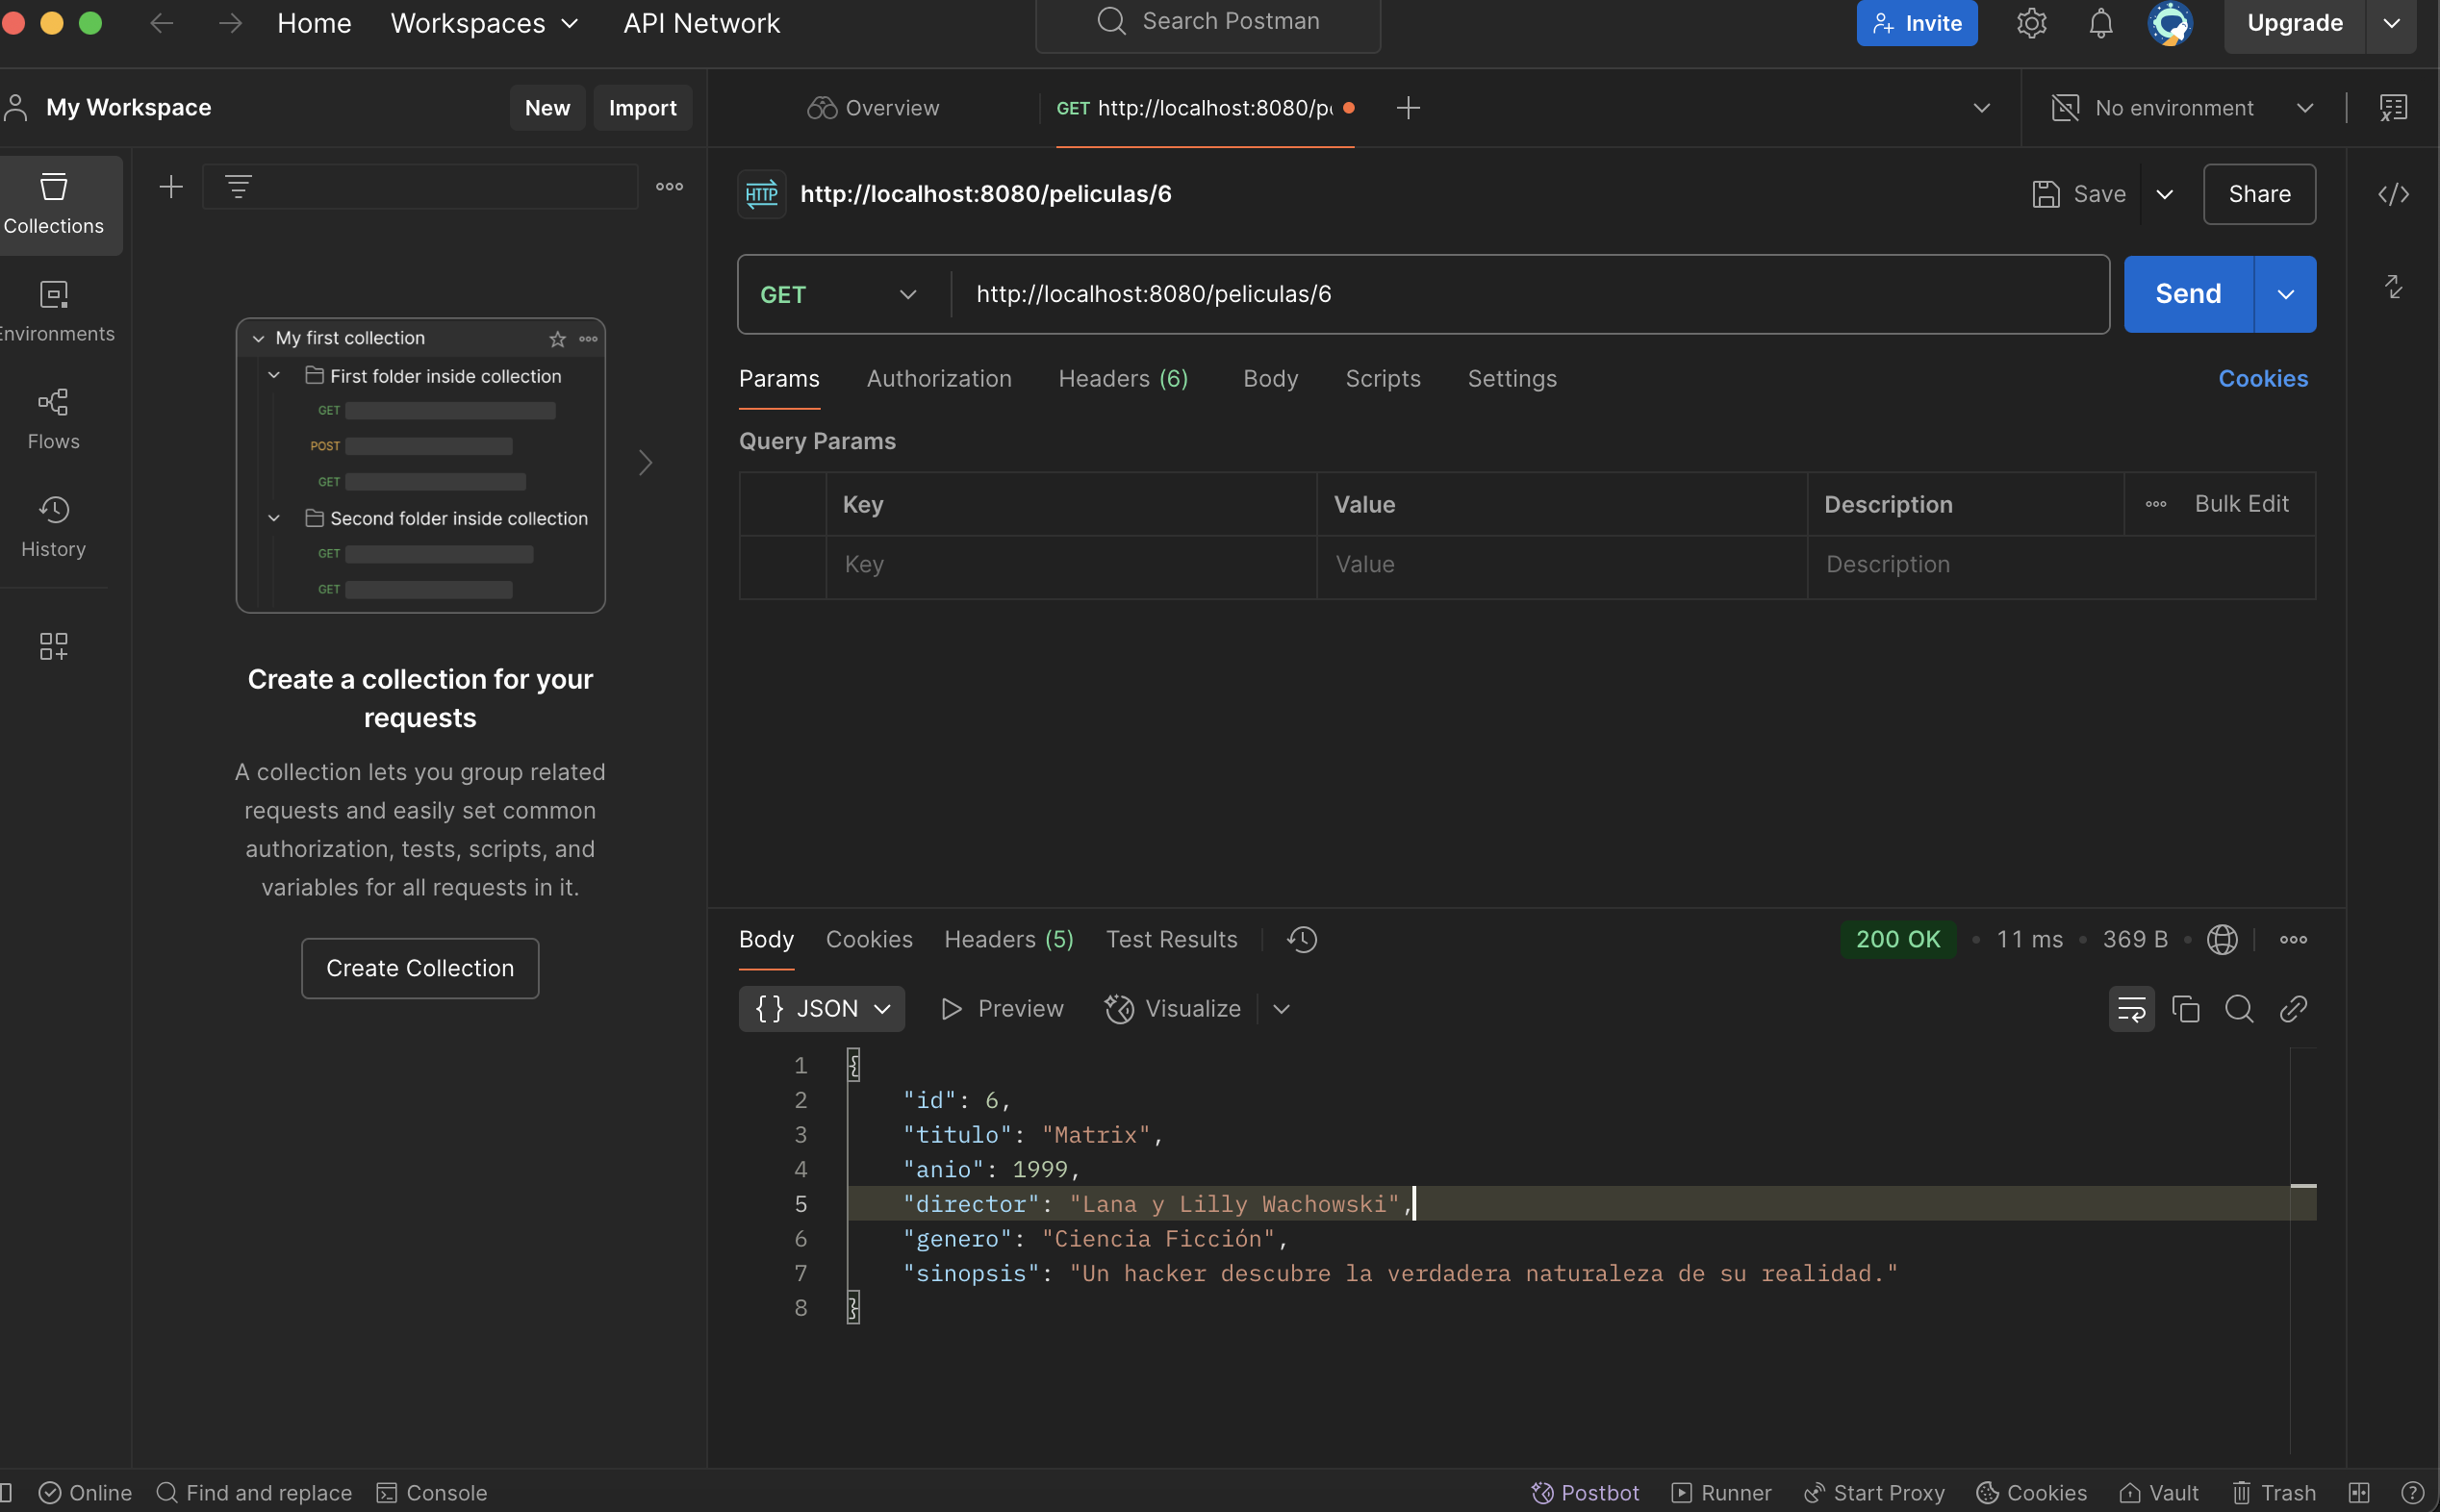 Home Workspaces API Network Search Postman Invite Upgrade
My Workspace New Import Overview GET http://localhost:8080/p No environment
Collections
Environments
Flows
History
My first collection
First folder inside collection
GET
POST
GET
Second folder inside collection
GET
GET
Create a collection for your
requests
A collection lets you group related
requests and easily set common
authorization, tests, scripts, and
variables for all requests in it.
Create Collection
HTTP http://localhost:8080/peliculas/6 Save Share
GET http://localhost:8080/peliculas/6 Send
Params Authorization Headers (6) Body Scripts Settings Cookies
Query Params
Key Value Description Bulk Edit
Key Value Description
Body Cookies Headers (5) Test Results 200 OK • 11 ms • 369 B •
{ } JSON Preview Visualize
1 {
2 "id": 6,
3 "titulo": "Matrix",
4 "anio": 1999,
5 "director": "Lana y Lilly Wachowski",
6 "genero": "Ciencia Ficción",
7 "sinopsis": "Un hacker descubre la verdadera naturaleza de su realidad."
8 }
Online Find and replace Console Postbot Runner Start Proxy Cookies Vault Trash